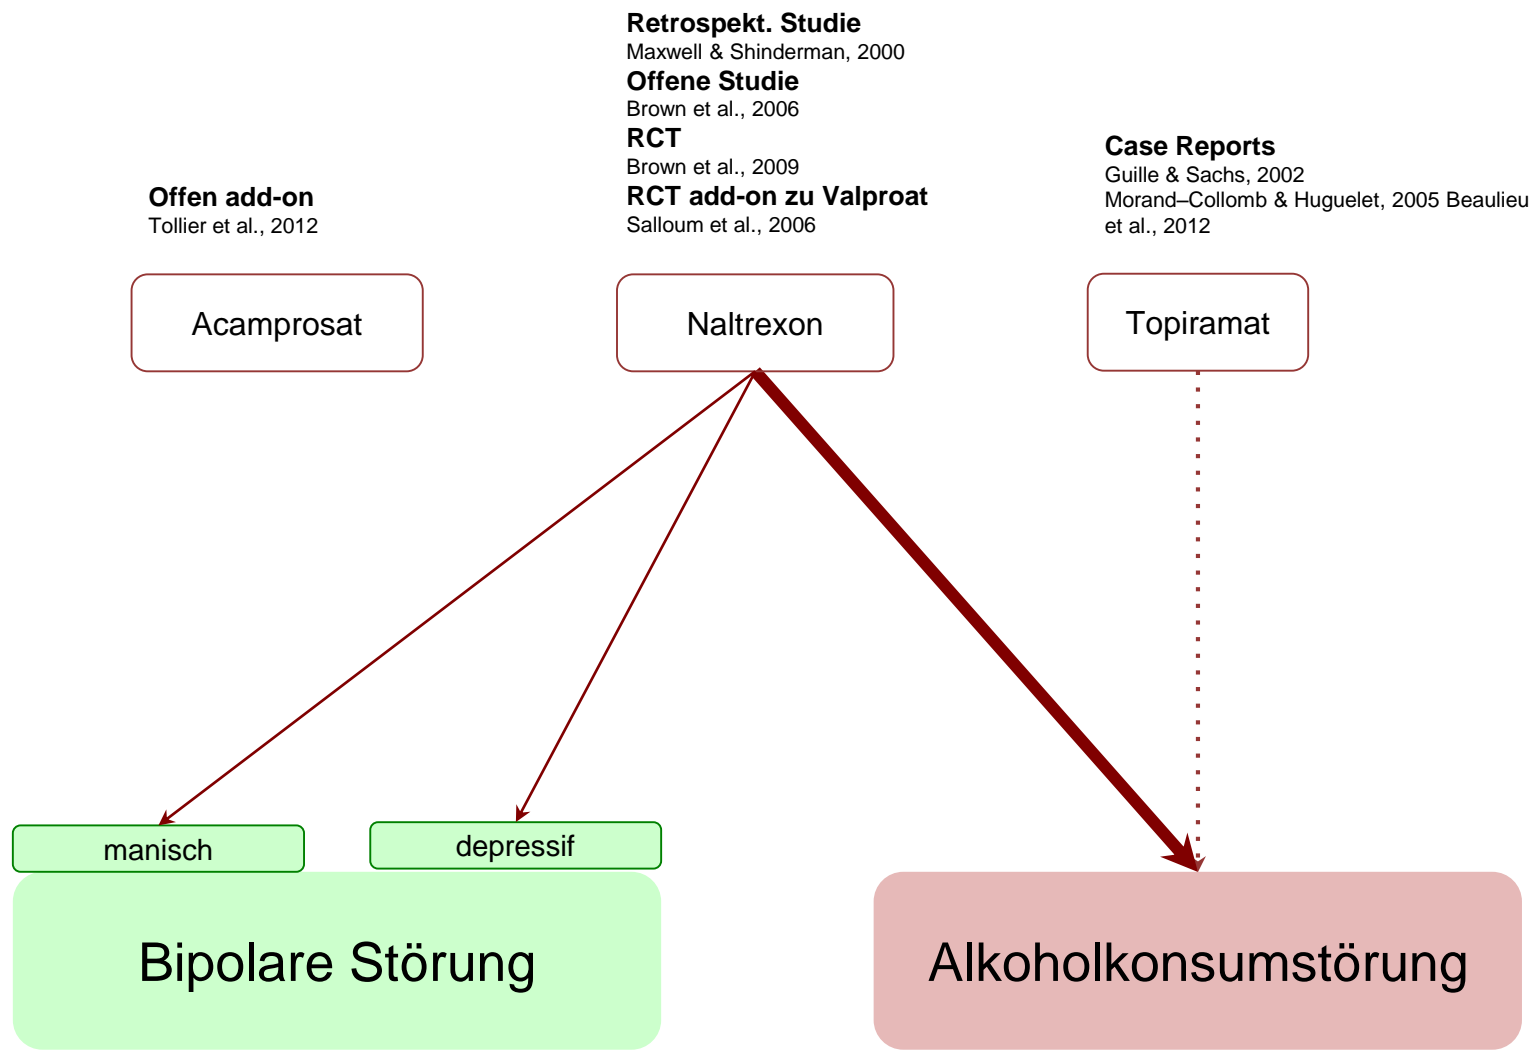 Retrospekt. Studie
Maxwell & Shinderman, 2000
Offene Studie
Brown et al., 2006
RCT
Brown et al., 2009
RCT add-on zu Valproat
Salloum et al., 2006
Case Reports
Guille & Sachs, 2002
Morand–Collomb & Huguelet, 2005 Beaulieu
et al., 2012
Offen add-on
Tollier et al., 2012
Acamprosat
Naltrexon
Topiramat
manisch
depressif
Bipolare Störung
Alkoholkonsumstörung